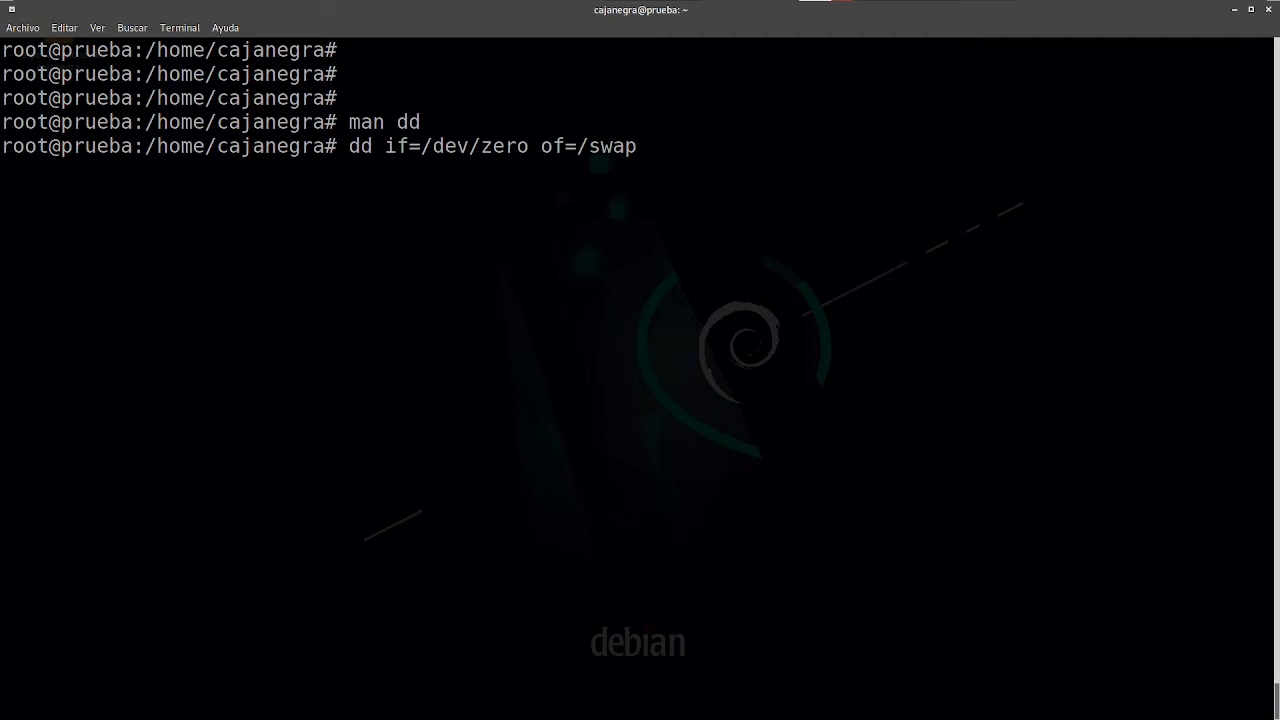 cajanegra@prueba: ~
Archivo Editar Ver Buscar Terminal Ayuda
root@prueba:/home/cajanegra#
root@prueba:/home/cajanegra#
root@prueba:/home/cajanegra#
root@prueba:/home/cajanegra# man dd
root@prueba:/home/cajanegra# dd if=/dev/zero of=/swap
debian